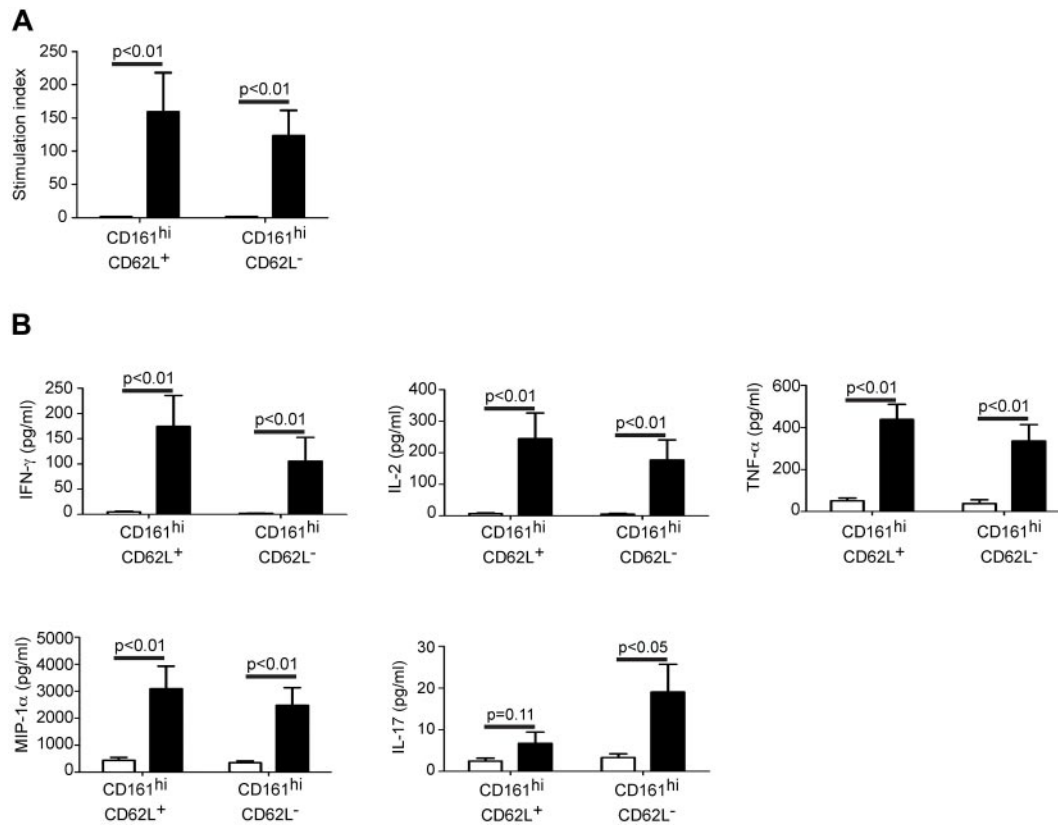 A
Stimulation index
250
200
150
100
50
0
p<0.01
p<0.01
CD161hi
CD62L+
CD161hi
CD62L-
B
IFN-γ (pg/ml)
250
200
150
100
50
0
p<0.01
p<0.01
CD161hi
CD62L+
CD161hi
CD62L-
IL-2 (pg/ml)
400
300
200
100
0
p<0.01
p<0.01
CD161hi
CD62L+
CD161hi
CD62L-
TNF-α (pg/ml)
600
400
200
0
p<0.01
p<0.01
CD161hi
CD62L+
CD161hi
CD62L-
MIP-1α (pg/ml)
5000
4000
3000
2000
1000
0
p<0.01
p<0.01
CD161hi
CD62L+
CD161hi
CD62L-
IL-17 (pg/ml)
30
20
10
0
p=0.11
p<0.05
CD161hi
CD62L+
CD161hi
CD62L-